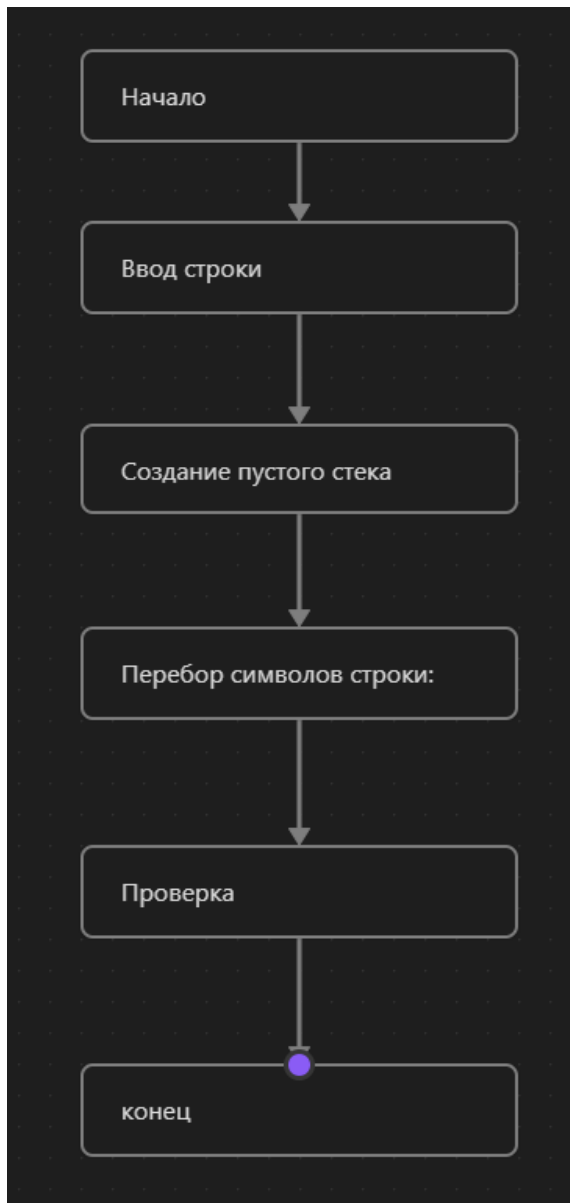 Начало
Ввод строки
Создание пустого стека
Перебор символов строки:
Проверка
конец